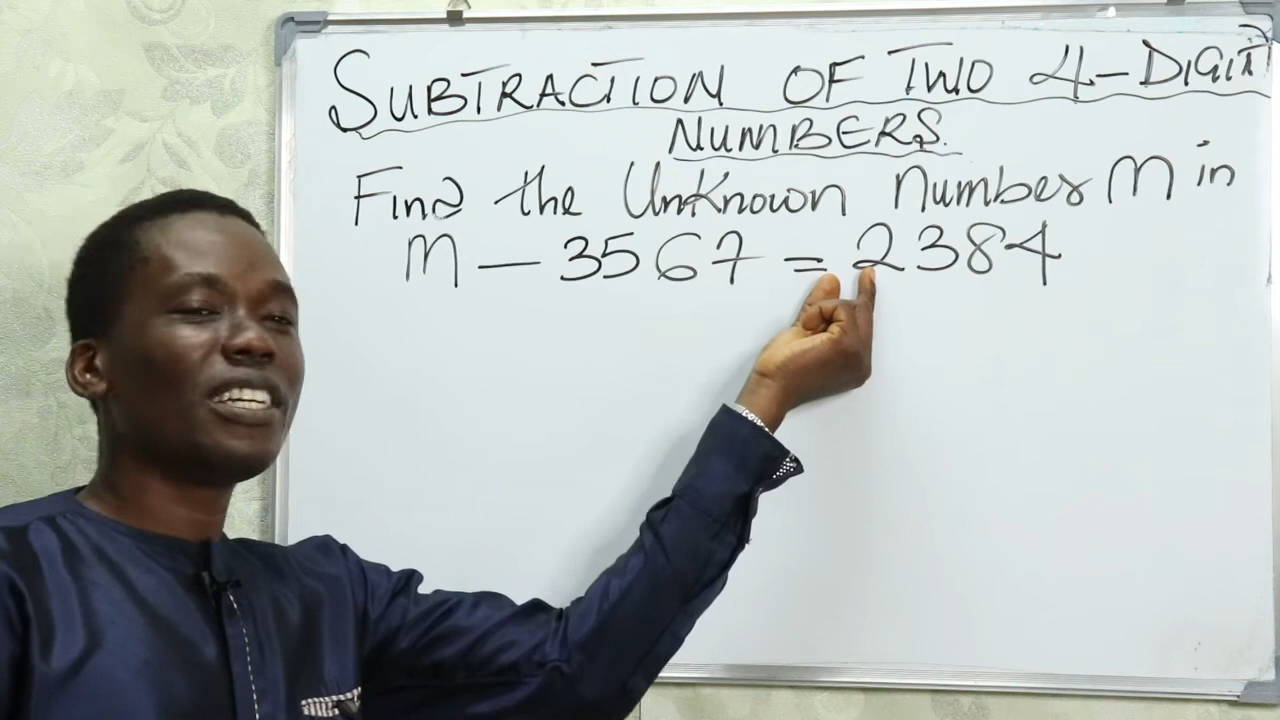 SUBTRACTION OF TWO 4-DIGIT
NUMBERS.
Find the Unknown Number M in
M - 3567 = 2384